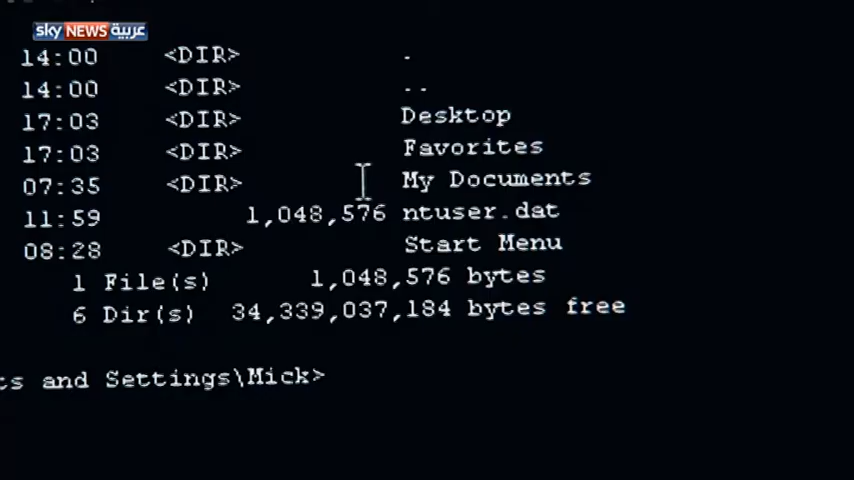 sky NEWS عربية
14:00 <DIR> .
14:00 <DIR> ..
17:03 <DIR> Desktop
17:03 <DIR> Favorites
07:35 <DIR> My Documents
11:59 1,048,576 ntuser.dat
08:28 <DIR> Start Menu
1 File(s) 1,048,576 bytes
6 Dir(s) 34,339,037,184 bytes free
ts and Settings\Mick>